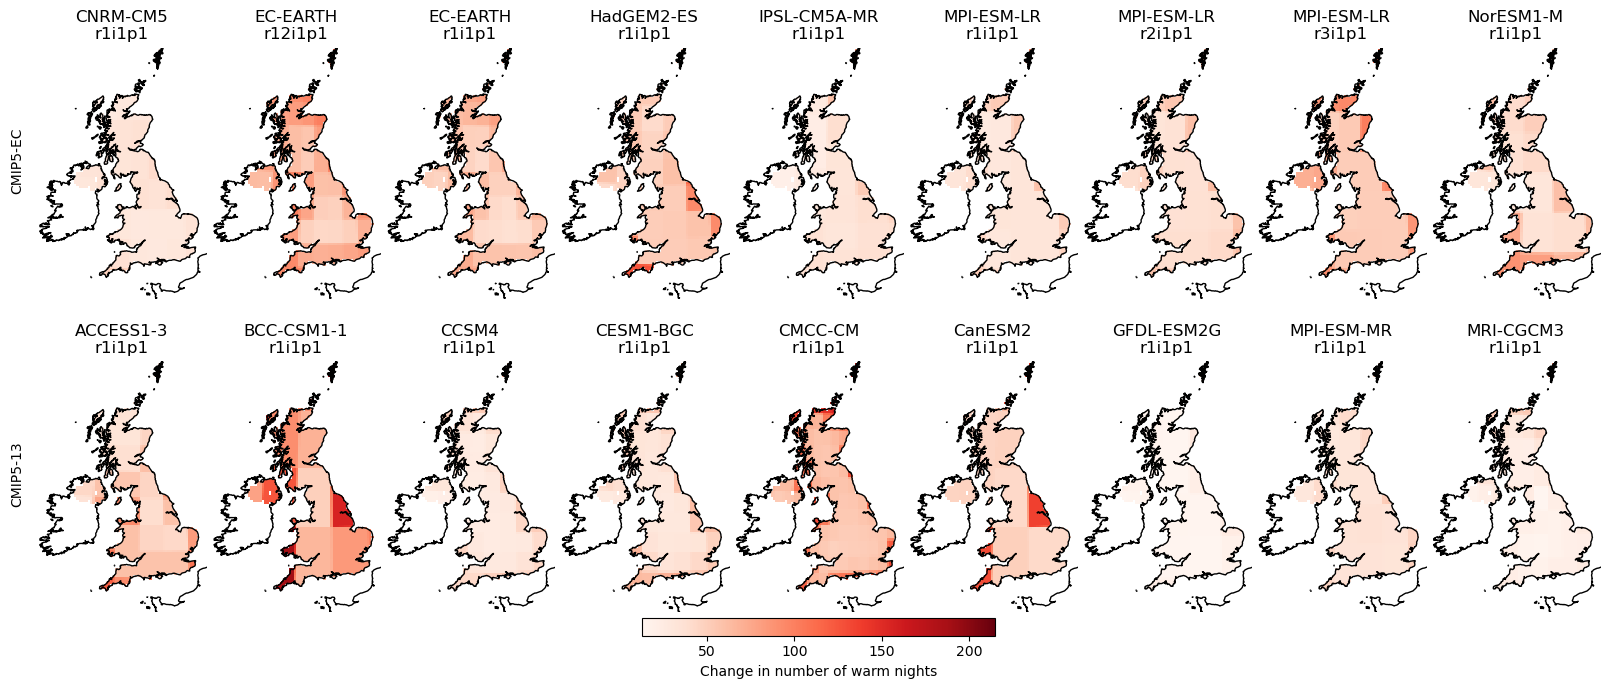 CNRM-CM5 EC-EARTH EC-EARTH HadGEM2-ES IPSL-CM5A-MR MPI-ESM-LR MPI-ESM-LR MPI-ESM-LR NorESM1-M
r1i1p1 r12i1p1 r1i1p1 r1i1p1 r1i1p1 r1i1p1 r2i1p1 r3i1p1 r1i1p1
CMIP5-EC
ACCESS1-3 BCC-CSM1-1 CCSM4 CESM1-BGC CMCC-CM CanESM2 GFDL-ESM2G MPI-ESM-MR MRI-CGCM3
r1i1p1 r1i1p1 r1i1p1 r1i1p1 r1i1p1 r1i1p1 r1i1p1 r1i1p1 r1i1p1
CMIP5-13
50 100 150 200
Change in number of warm nights